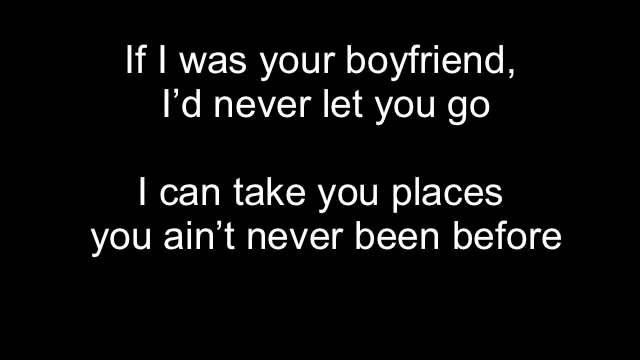 If I was your boyfriend,
I’d never let you go
I can take you places
you ain’t never been before